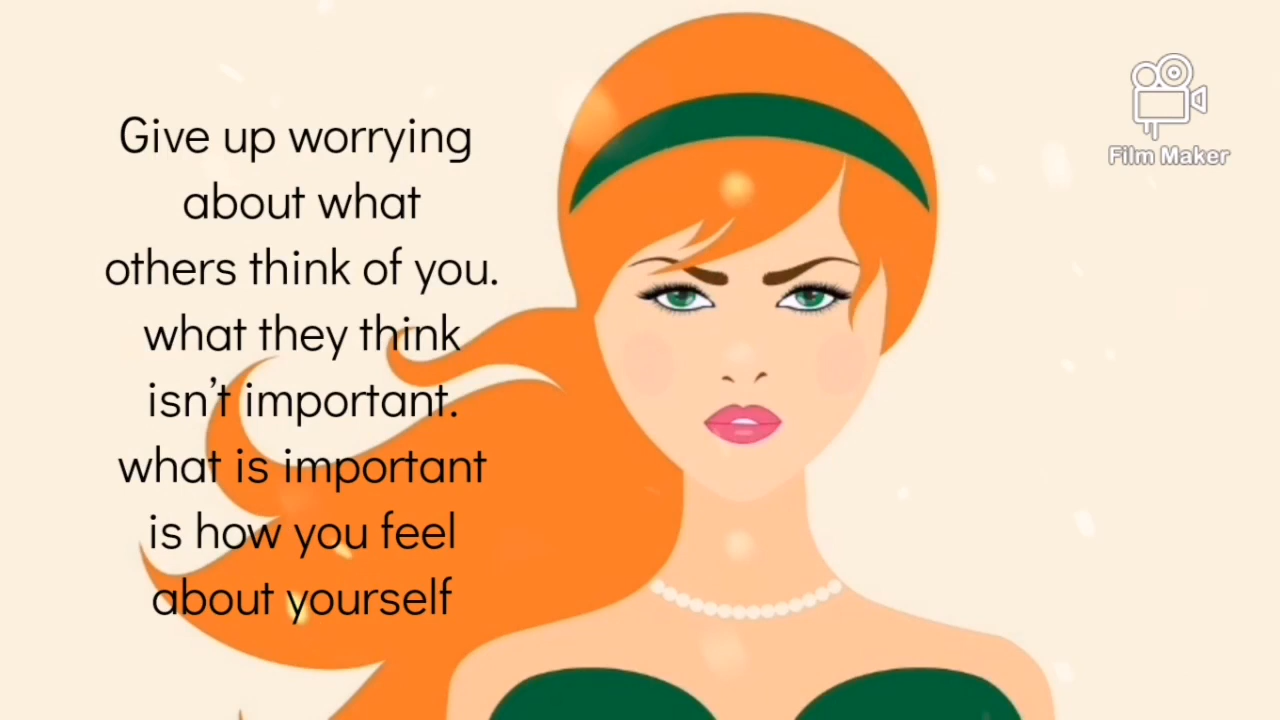 Give up worrying
about what
others think of you.
what they think
isn’t important.
what is important
is how you feel
about yourself
Film Maker